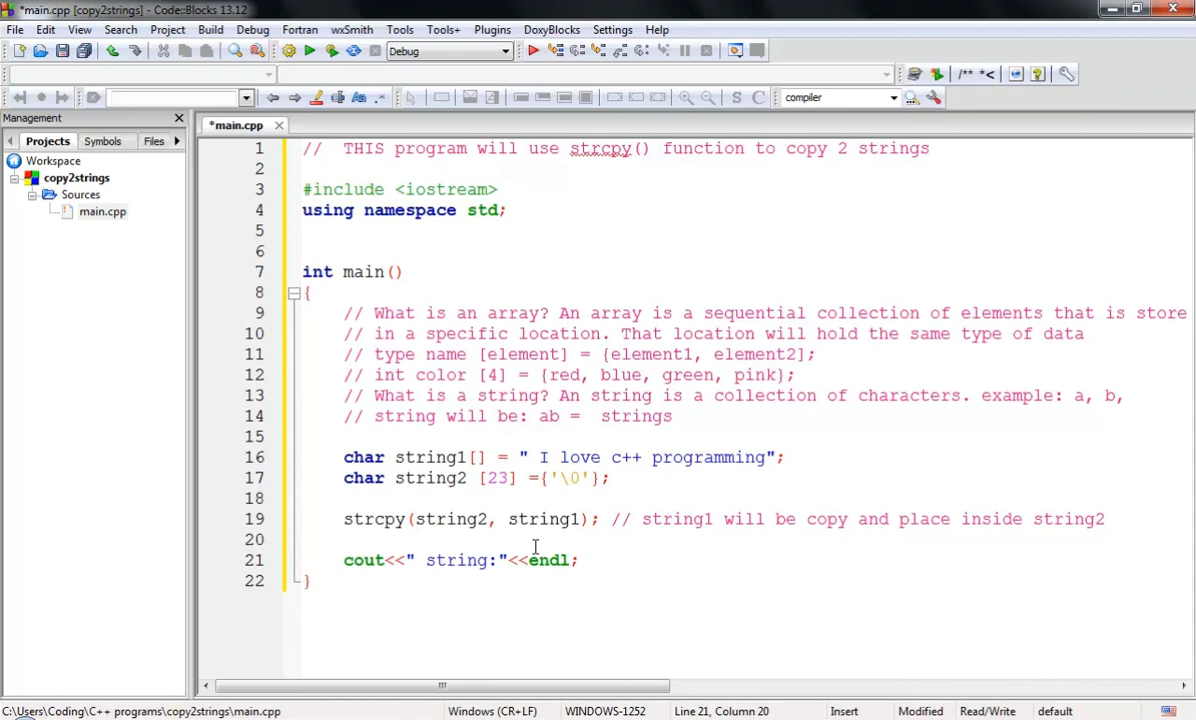 *main.cpp [copy2strings] - Code::Blocks 13.12
File Edit View Search Project Build Debug Fortran wxSmith Tools Tools+ Plugins DoxyBlocks Settings Help
Debug
/** *<
S C compiler
Management
Projects Symbols Files
*main.cpp
Workspace
copy2strings
Sources
main.cpp
1 // THIS program will use strcpy() function to copy 2 strings
2
3 #include <iostream>
4 using namespace std;
5
6
7 int main()
8 {
9 // What is an array? An array is a sequential collection of elements that is store
10 // in a specific location. That location will hold the same type of data
11 // type name [element] = {element1, element2];
12 // int color [4] = {red, blue, green, pink};
13 // What is a string? An string is a collection of characters. example: a, b,
14 // string will be: ab =  strings
15
16 char string1[] = " I love c++ programming";
17 char string2 [23] ={'\0'};
18
19 strcpy(string2, string1); // string1 will be copy and place inside string2
20
21 cout<<" string:"<<endl;
22 }
C:\Users\Coding\C++ programs\copy2strings\main.cpp Windows (CR+LF) WINDOWS-1252 Line 21, Column 20 Insert Modified Read/Write default